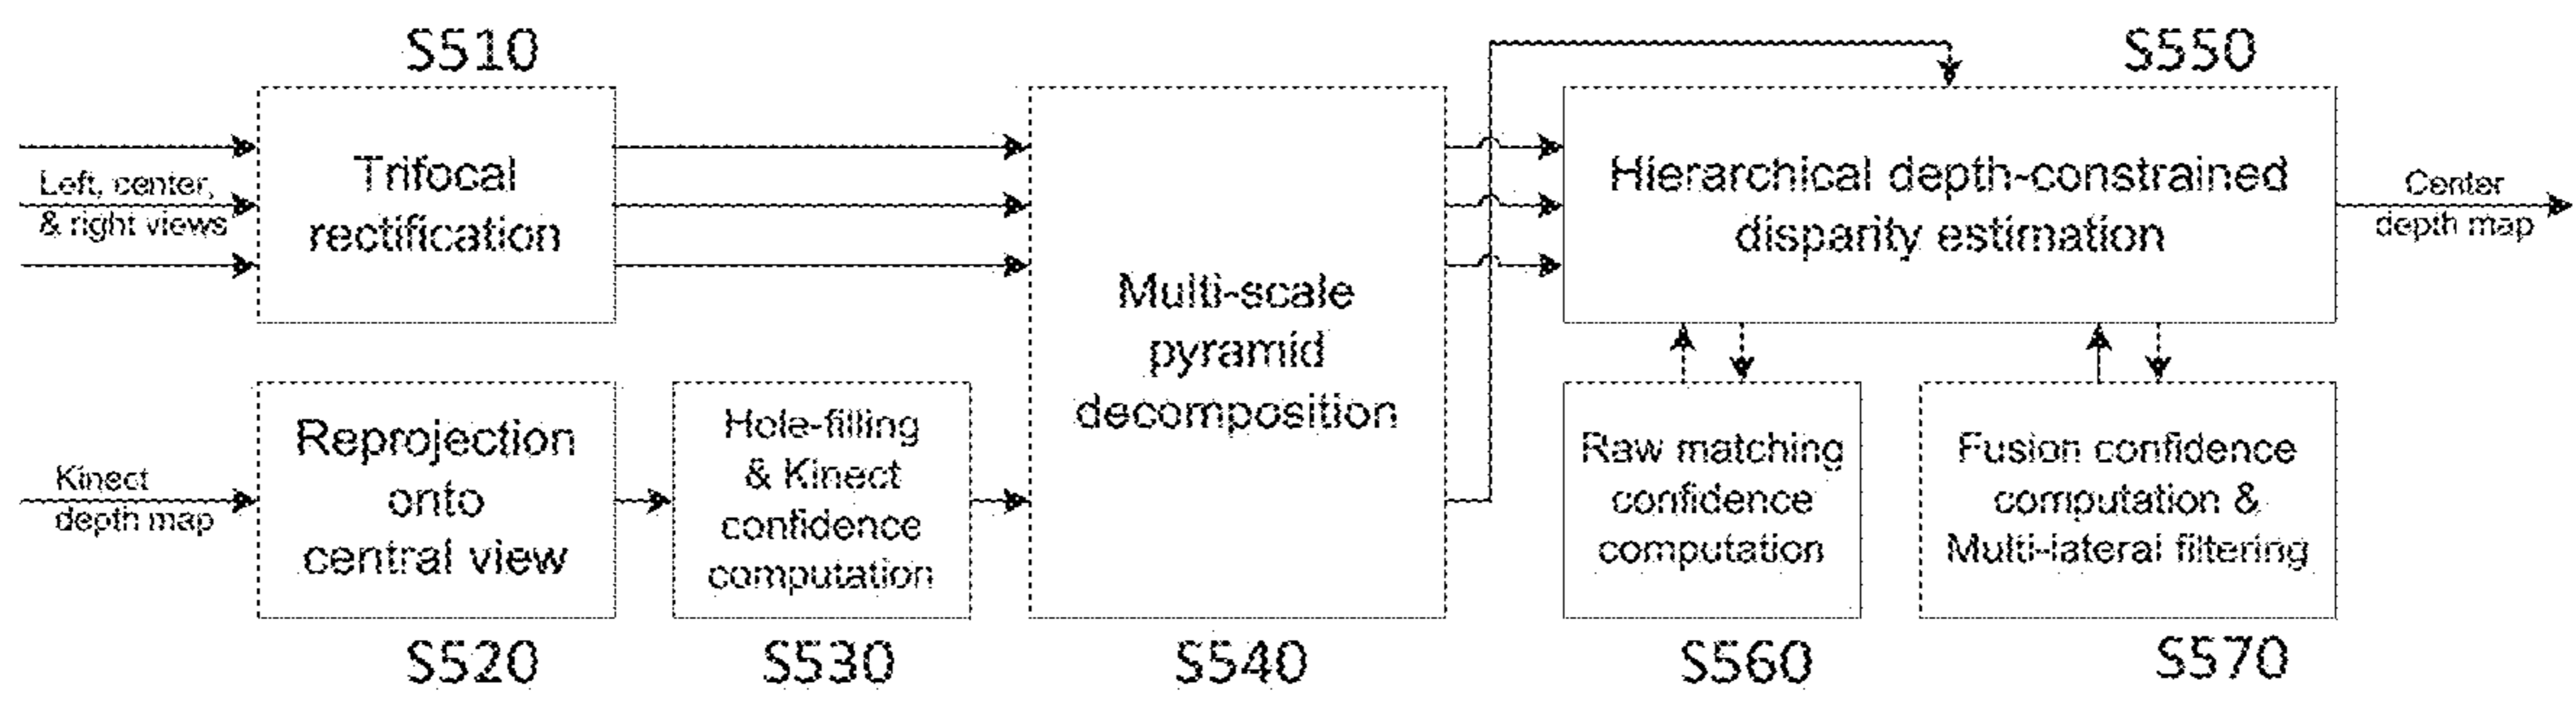 S510
Left, center,
& right views
Trifocal
rectification
Kinect
depth map
Reprojection
onto
central view
S520
Hole-filling
& Kinect
confidence
computation
S530
Multi-scale
pyramid
decomposition
S540
S550
Hierarchical depth-constrained
disparity estimation
Center
depth map
Raw matching
confidence
computation
S560
Fusion confidence
computation &
Multi-lateral filtering
S570